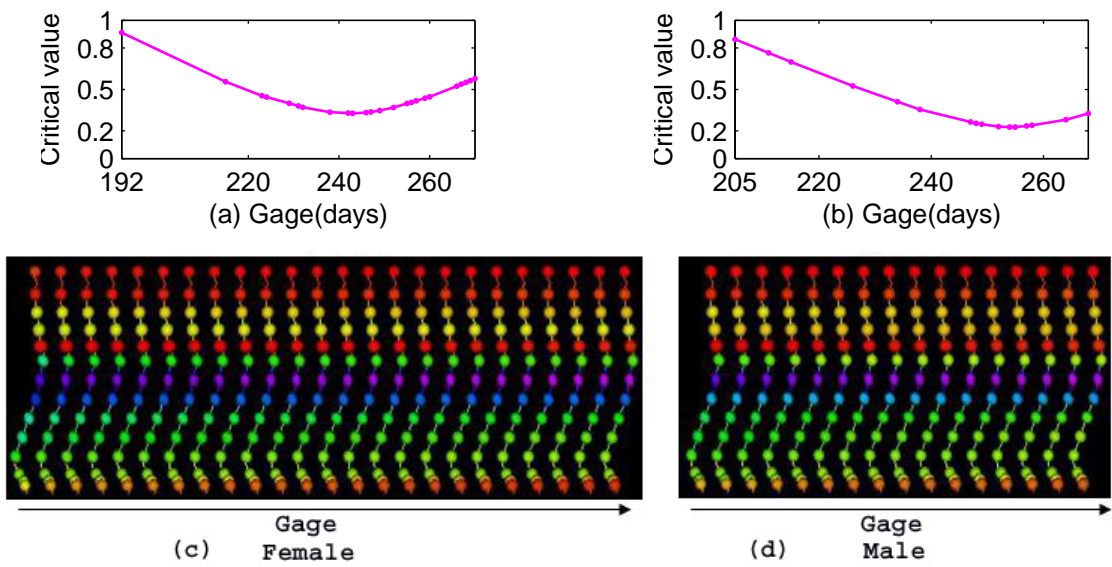 Critical value
1
0.8
0.5
0.2
0
192 220 240 260
(a) Gage(days)
Critical value
1
0.8
0.5
0.2
0
205 220 240 260
(b) Gage(days)
Gage
(c) Female
Gage
(d) Male